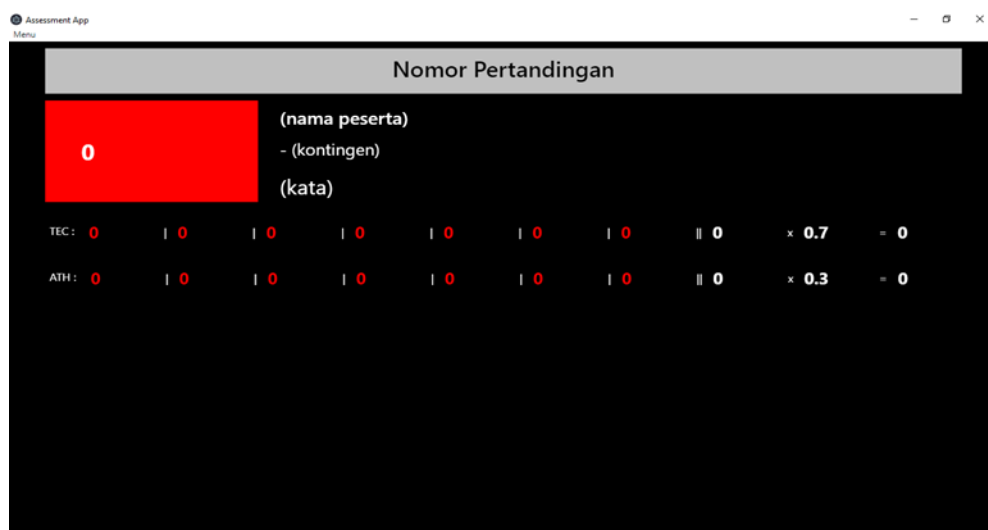 Assessment App
Menu
Nomor Pertandingan
0
(nama peserta)
- (kontingen)
(kata)
TEC : 0 | 0 | 0 | 0 | 0 | 0 | 0 || 0 x 0.7 = 0
ATH : 0 | 0 | 0 | 0 | 0 | 0 | 0 || 0 x 0.3 = 0